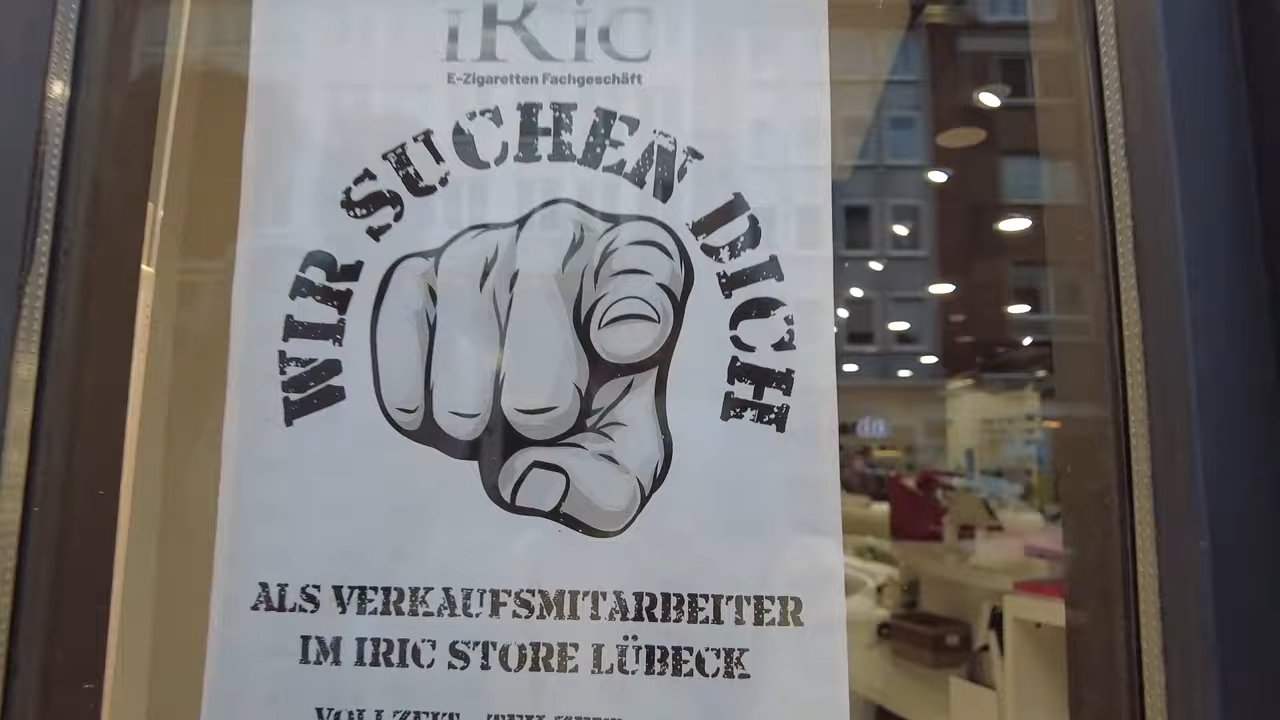 iRic
E-Zigaretten Fachgeschäft
WIR SUCHEN DICH
ALS VERKAUFSMITARBEITER
IM IRIC STORE LÜBECK